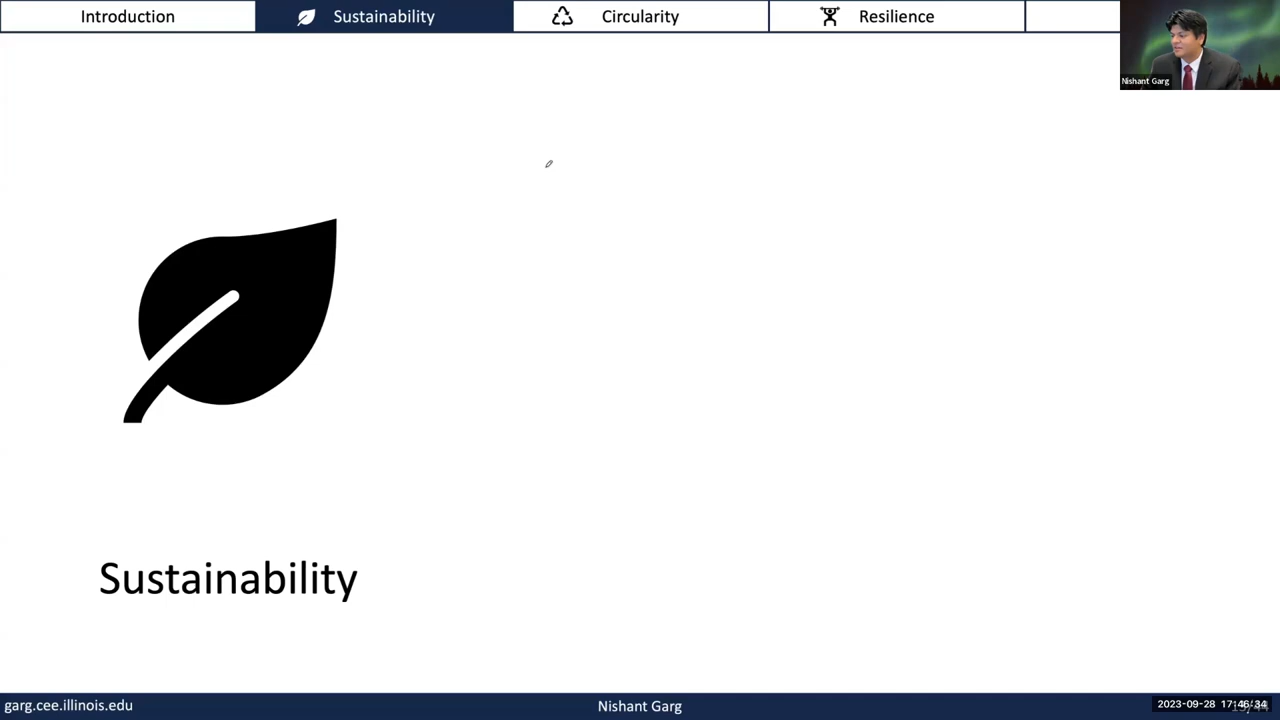 Introduction
Sustainability
Circularity
Resilience
Nishant Garg
Sustainability
garg.cee.illinois.edu
Nishant Garg
2023-09-28 17:46:34